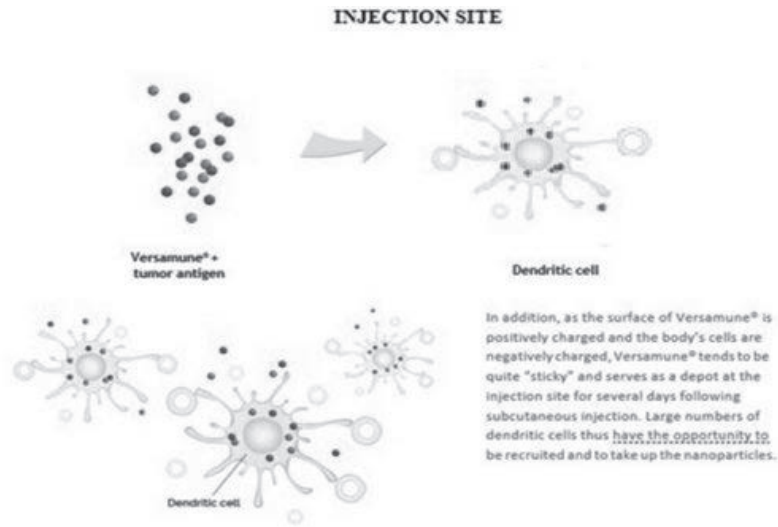 INJECTION SITE
Versamune® +
tumor antigen
Dendritic cell
In addition, as the surface of Versamune® is
positively charged and the body's cells are
negatively charged, Versamune® tends to be
quite "sticky" and serves as a depot at the
injection site for several days following
subcutaneous injection. Large numbers of
dendritic cells thus have the opportunity to
be recruited and to take up the nanoparticles.
Dendritic cell